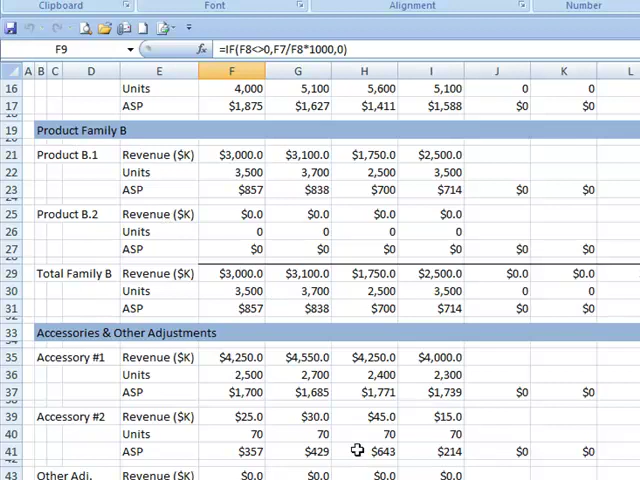 Clipboard Font Alignment Number
F9 fx =IF(F8<>0,F7/F8*1000,0)
A B C D E F G H I J K L
16 Units 4,000 5,100 5,600 5,100 0 0
17 ASP $1,875 $1,627 $1,411 $1,588 $0 $0
19 Product Family B
21 Product B.1 Revenue ($K) $3,000.0 $3,100.0 $1,750.0 $2,500.0
22 Units 3,500 3,700 2,500 3,500
23 ASP $857 $838 $700 $714 $0 $0
25 Product B.2 Revenue ($K) $0.0 $0.0 $0.0 $0.0
26 Units 0 0 0 0
27 ASP $0 $0 $0 $0 $0 $0
29 Total Family B Revenue ($K) $3,000.0 $3,100.0 $1,750.0 $2,500.0 $0.0 $0.0
30 Units 3,500 3,700 2,500 3,500 0 0
31 ASP $857 $838 $700 $714 $0 $0
33 Accessories & Other Adjustments
35 Accessory #1 Revenue ($K) $4,250.0 $4,550.0 $4,250.0 $4,000.0
36 Units 2,500 2,700 2,400 2,300
37 ASP $1,700 $1,685 $1,771 $1,739 $0 $0
39 Accessory #2 Revenue ($K) $25.0 $30.0 $45.0 $15.0
40 Units 70 70 70 70
41 ASP $357 $429 $643 $214 $0 $0
43 Other Adj. Revenue ($K) $0.0 $0.0 $0.0 $0.0